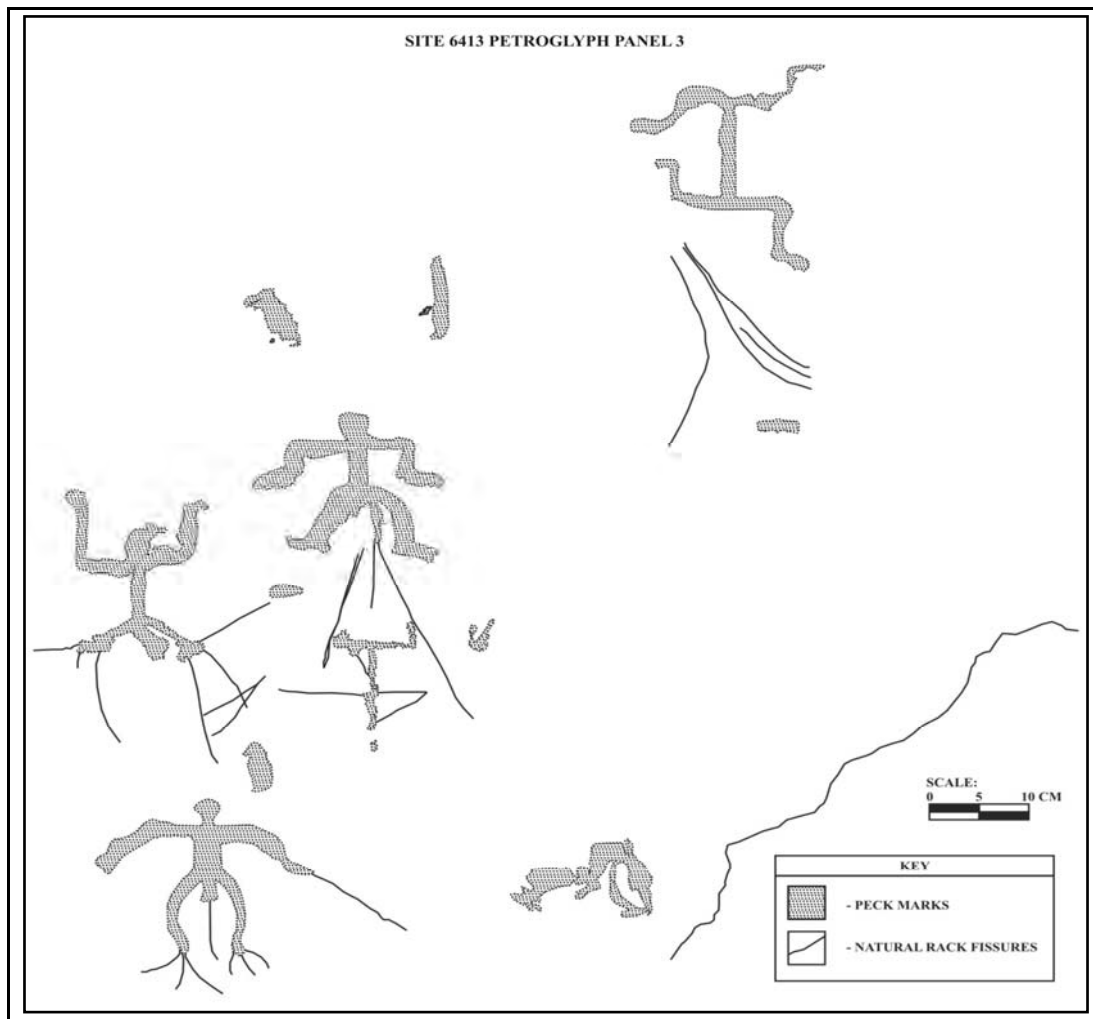 SITE 6413 PETROGLYPH PANEL 3
SCALE:
0 5 10 CM
KEY
- PECK MARKS
- NATURAL RACK FISSURES